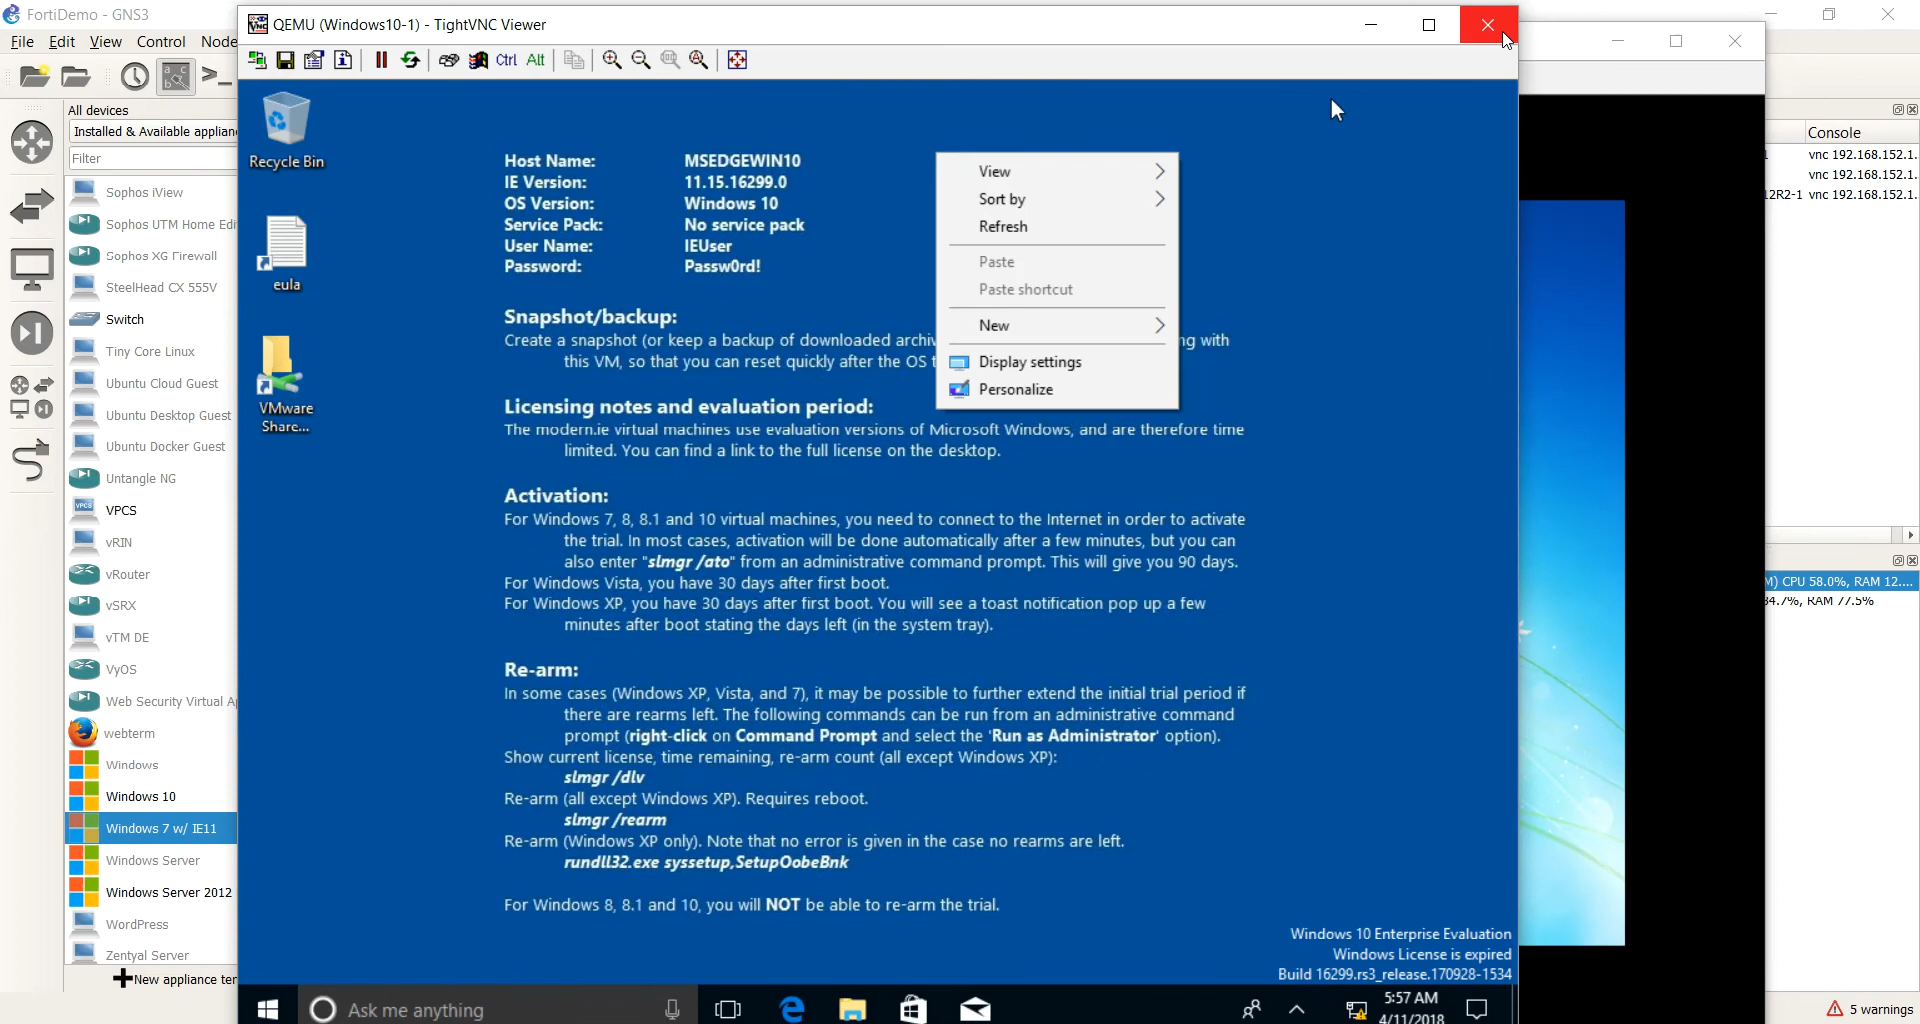 FortiDemo - GNS3
File Edit View Control Node
QEMU (Windows10-1) - TightVNC Viewer
Ctrl Alt
All devices
Installed & Available applian
Filter
Sophos iView
Sophos UTM Home Edi
Sophos XG Firewall
SteelHead CX 555V
Switch
Tiny Core Linux
Ubuntu Cloud Guest
Ubuntu Desktop Guest
Ubuntu Docker Guest
Untangle NG
VPCS
vRIN
vRouter
vSRX
vTM DE
VyOS
Web Security Virtual Ap
webterm
Windows
Windows 10
Windows 7 w/ IE11
Windows Server
Windows Server 2012
WordPress
Zentyal Server
New appliance ter
Recycle Bin
eula
VMware
Share...
Host Name: MSEDGEWIN10
IE Version: 11.15.16299.0
OS Version: Windows 10
Service Pack: No service pack
User Name: IEUser
Password: Passw0rd!
Snapshot/backup:
Create a snapshot (or keep a backup of downloaded archiv ng with
this VM, so that you can reset quickly after the OS t
Licensing notes and evaluation period:
The modern.ie virtual machines use evaluation versions of Microsoft Windows, and are therefore time
limited. You can find a link to the full license on the desktop.
Activation:
For Windows 7, 8, 8.1 and 10 virtual machines, you need to connect to the Internet in order to activate
the trial. In most cases, activation will be done automatically after a few minutes, but you can
also enter "slmgr /ato" from an administrative command prompt. This will give you 90 days.
For Windows Vista, you have 30 days after first boot.
For Windows XP, you have 30 days after first boot. You will see a toast notification pop up a few
minutes after boot stating the days left (in the system tray).
Re-arm:
In some cases (Windows XP, Vista, and 7), it may be possible to further extend the initial trial period if
there are rearms left. The following commands can be run from an administrative command
prompt (right-click on Command Prompt and select the 'Run as Administrator' option).
Show current license, time remaining, re-arm count (all except Windows XP):
slmgr /dlv
Re-arm (all except Windows XP). Requires reboot.
slmgr /rearm
Re-arm (Windows XP only). Note that no error is given in the case no rearms are left.
rundll32.exe syssetup,SetupOobeBnk
For Windows 8, 8.1 and 10, you will NOT be able to re-arm the trial.
View
Sort by
Refresh
Paste
Paste shortcut
New
Display settings
Personalize
Windows 10 Enterprise Evaluation
Windows License is expired
Build 16299.rs3_release.170928-1534
Ask me anything
5:57 AM
4/11/2018
Console
1 vnc 192.168.152.1.
vnc 192.168.152.1.
12R2-1 vnc 192.168.152.1.
M) CPU 58.0%, RAM 12....
34.7%, RAM 77.5%
5 warnings